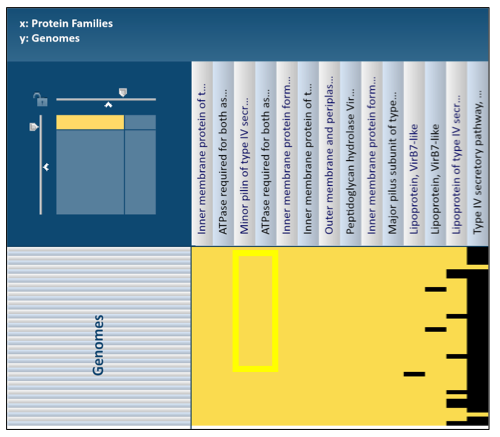 x: Protein Families
y: Genomes
Inner membrane protein of t...
ATPase required for both as...
Minor pilin of type IV secr...
ATPase required for both as...
Inner membrane protein form...
Inner membrane protein of t...
Outer membrane and periplas...
Peptidoglycan hydrolase Vir...
Inner membrane protein form...
Major pilus subunit of type...
Lipoprotein, VirB7-like
Lipoprotein, VirB7-like
Lipoprotein of type IV secr...
Type IV secretory pathway, ...
Genomes